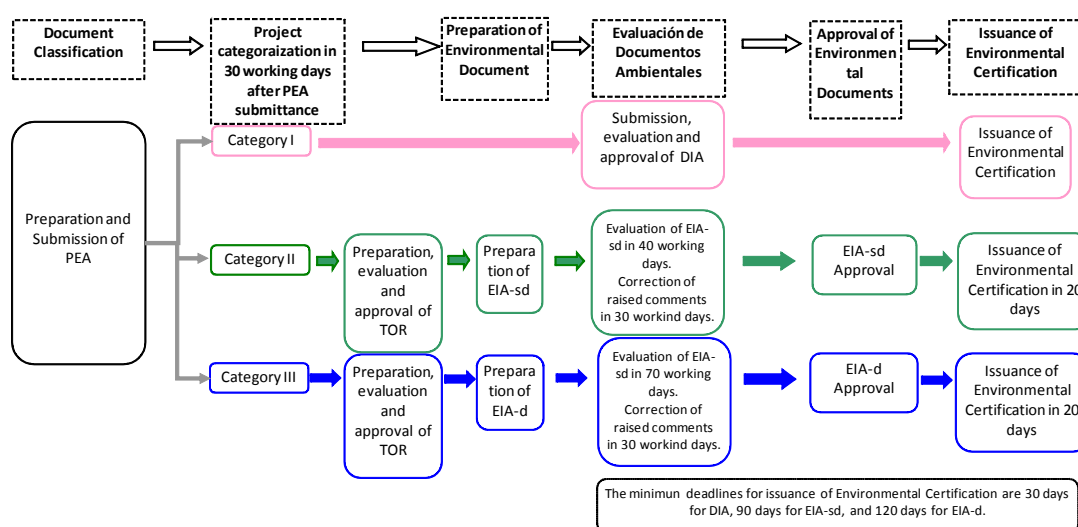 Document
Classification
Project
categoraization in
30 working days
after PEA
submittance
Preparation of
Environmental
Document
Evaluación de
Documentos
Ambientales
Approval of
Environmen
tal
Documents
Issuance of
Environmental
Certification
Preparation and
Submission of
PEA
Category I
Submission,
evaluation and
approval of DIA
Issuance of
Environmental
Certification
Category II
Preparation,
evaluation
and
approval of
TOR
Prepara
tion of
EIA-sd
Evaluation of EIA-
sd in 40 working
days.
Correction of
raised comments
in 30 workind days.
EIA-sd
Approval
Issuance of
Environmental
Certification in 20
days
Category III
Preparation,
evaluation
and
approval of
TOR
Prepara
tion of
EIA-d
Evaluation of EIA-
sd in 70 working
days.
Correction of
raised comments
in 30 workind days.
EIA-d
Approval
Issuance of
Environmental
Certification in 20
days
The minimun deadlines for issuance of Environmental Certification are 30 days
for DIA, 90 days for EIA-sd, and 120 days for EIA-d.